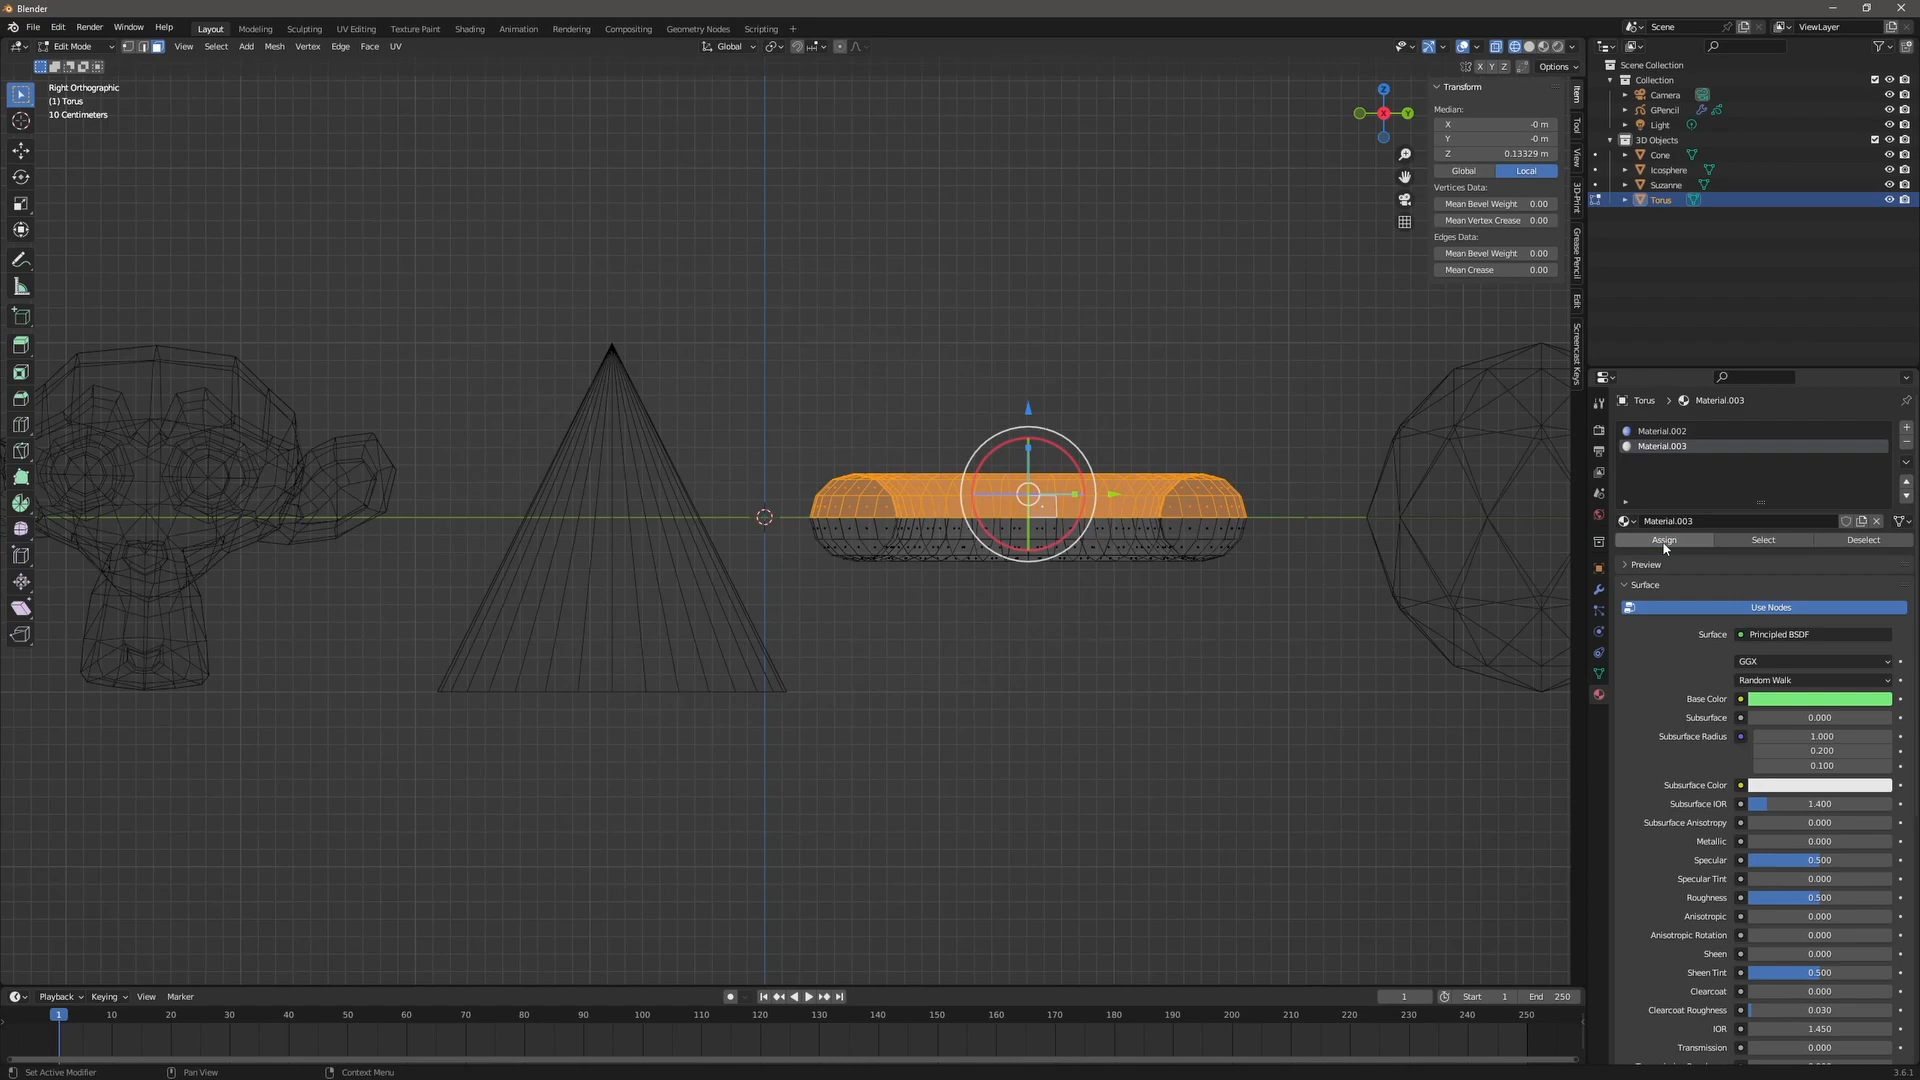 Blender
File Edit Render Window Help Layout Modeling Sculpting UV Editing Texture Paint Shading Animation Rendering Compositing Geometry Nodes Scripting +
Scene
ViewLayer
Edit Mode View Select Add Mesh Vertex Edge Face UV
Global
X Y Z Options
Right Orthographic
(1) Torus
10 Centimeters
Z
X
Y
Transform
Median:
X -0 m
Y -0 m
Z 0.13329 m
Global Local
Vertices Data:
Mean Bevel Weight 0.00
Mean Vertex Crease 0.00
Edges Data:
Mean Bevel Weight 0.00
Mean Crease 0.00
Item
Tool
View
3D-Print
Grease Pencil
Edit
Screencast Keys
Scene Collection
Collection
Camera
GPencil
Light
3D Objects
Cone
Icosphere
Suzanne
Torus
Torus > Material.003
Material.002
Material.003
Material.003
Assign Select Deselect
Preview
Surface
Use Nodes
Surface Principled BSDF
GGX
Random Walk
Base Color
Subsurface 0.000
Subsurface Radius 1.000
0.200
0.100
Subsurface Color
Subsurface IOR 1.400
Subsurface Anisotropy 0.000
Metallic 0.000
Specular 0.500
Specular Tint 0.000
Roughness 0.500
Anisotropic 0.000
Anisotropic Rotation 0.000
Sheen 0.000
Sheen Tint 0.500
Clearcoat 0.000
Clearcoat Roughness 0.030
IOR 1.450
Transmission 0.000
Playback Keying View Marker
1 Start 1 End 250
1 10 20 30 40 50 60 70 80 90 100 110 120 130 140 150 160 170 180 190 200 210 220 230 240 250
Set Active Modifier Pan View Context Menu
3.6.1